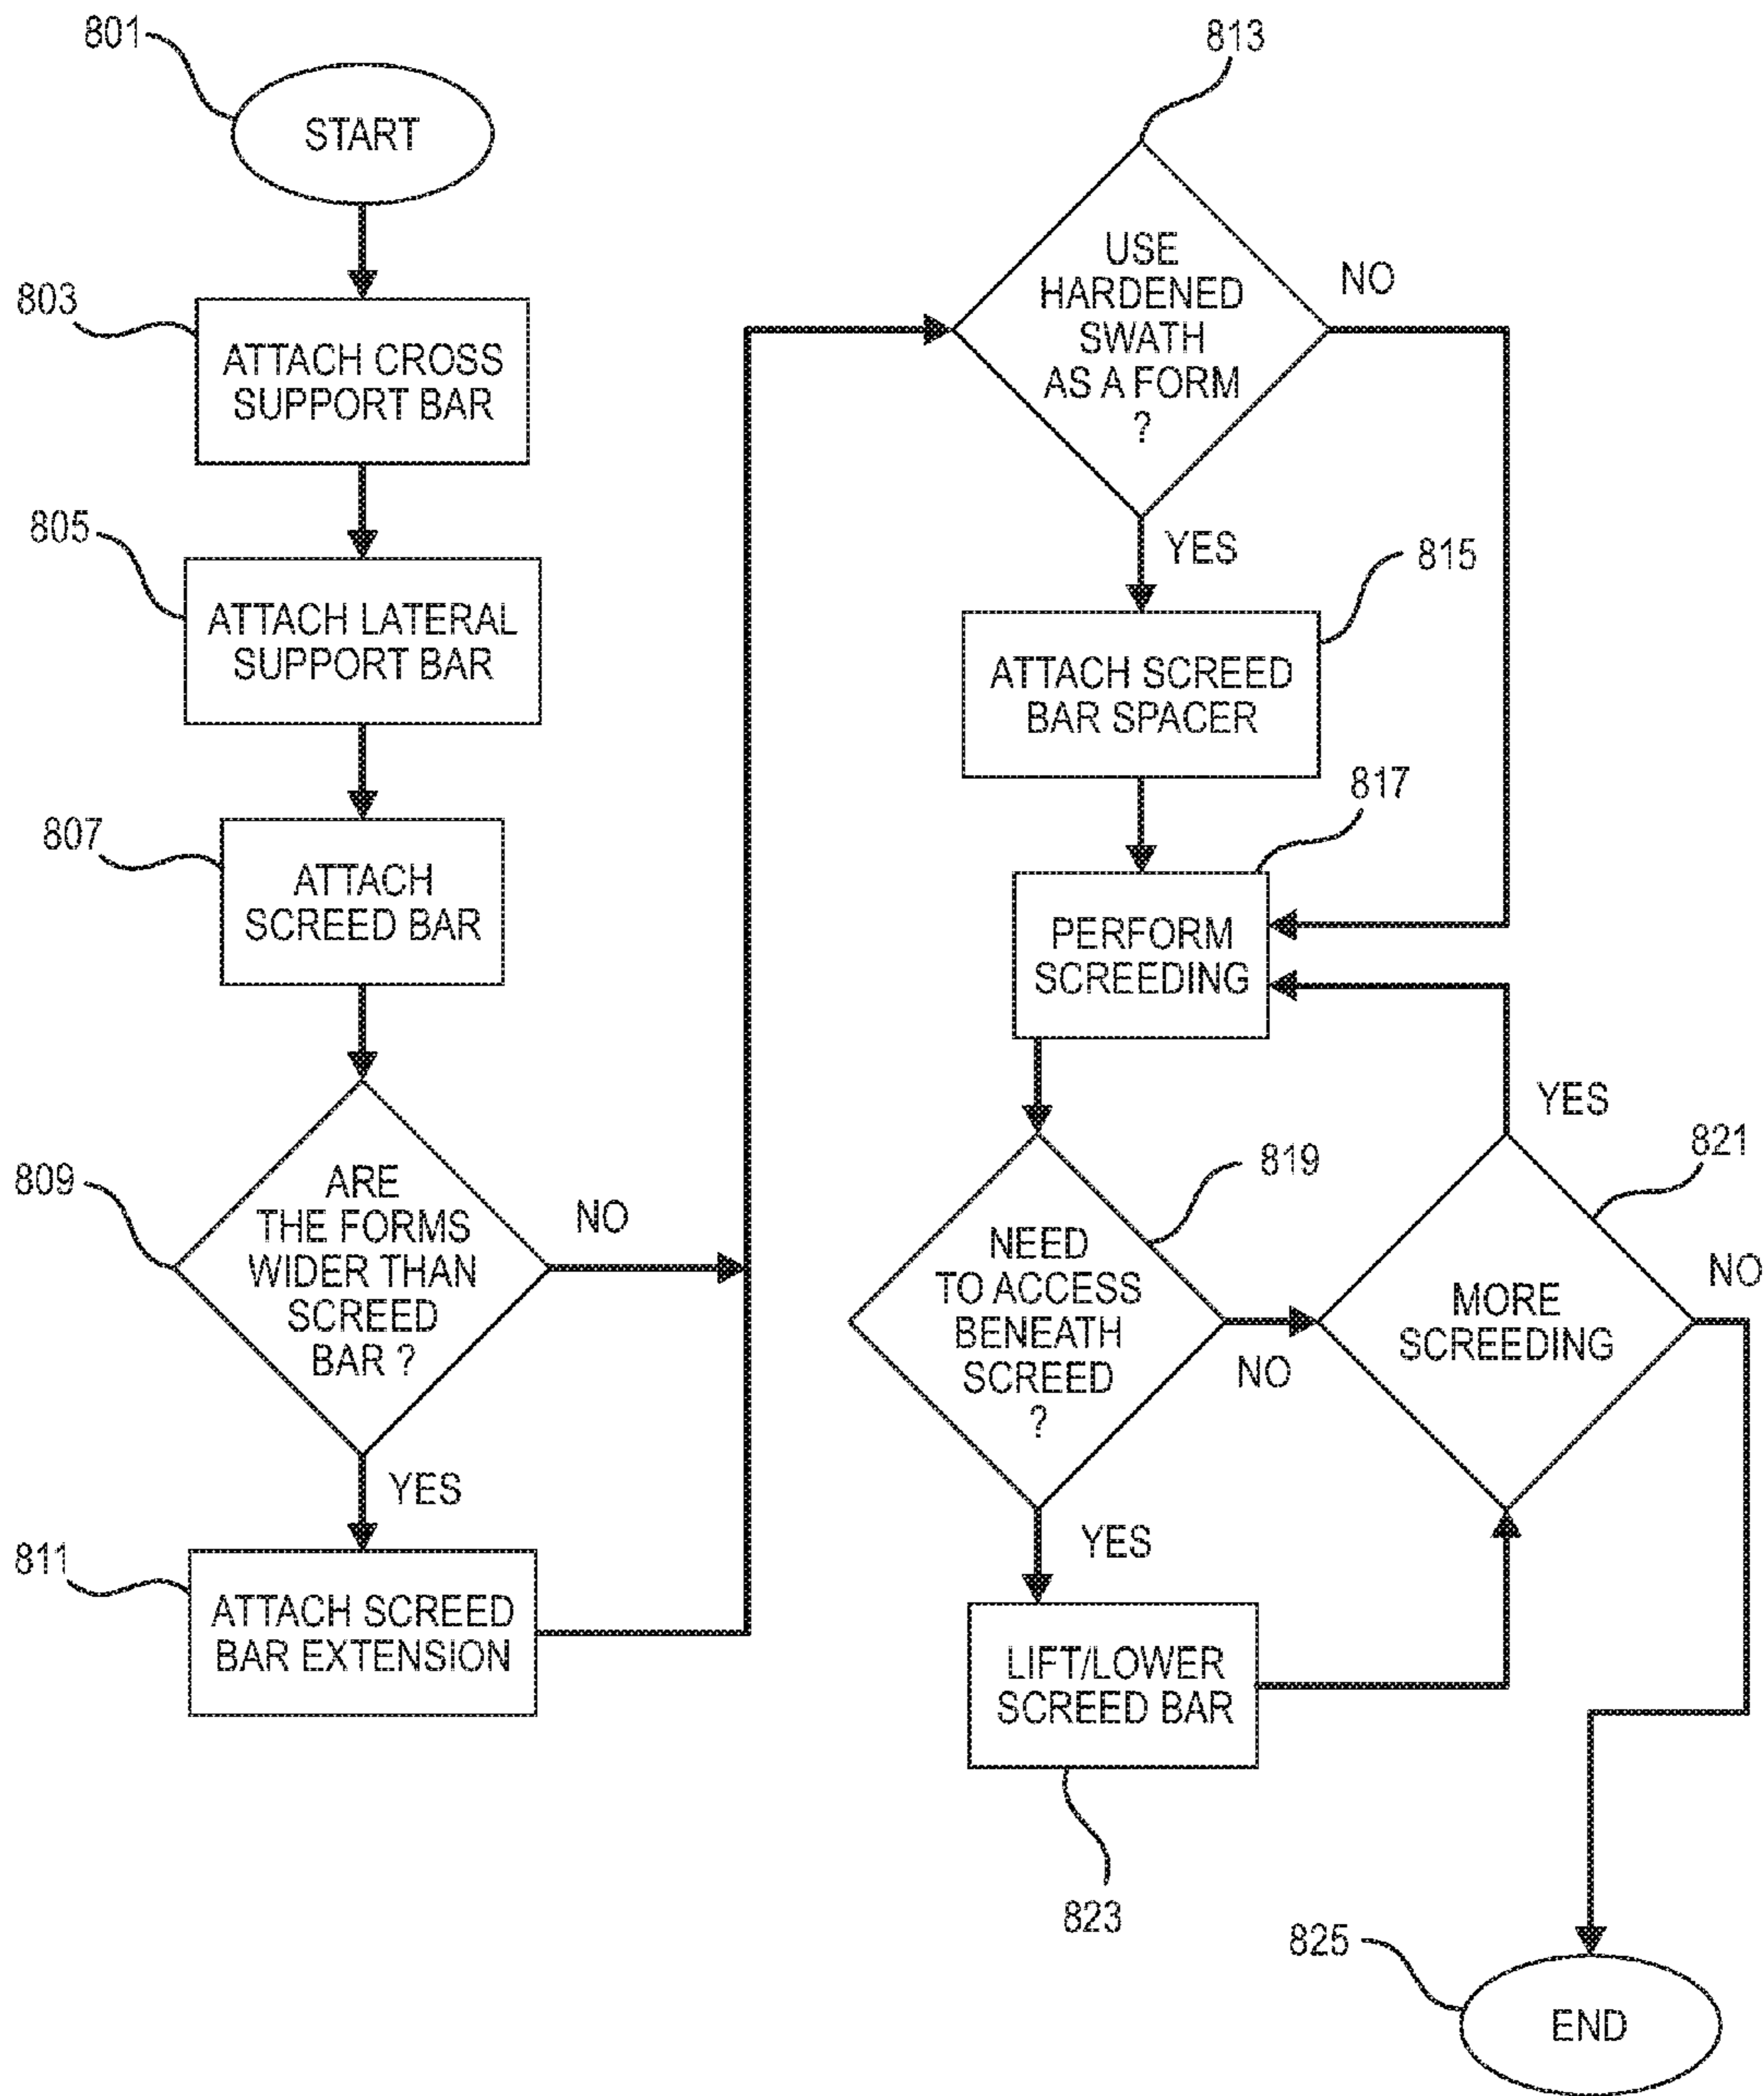 801
START
803
ATTACH CROSS
SUPPORT BAR
805
ATTACH LATERAL
SUPPORT BAR
807
ATTACH
SCREED BAR
809
ARE
THE FORMS
WIDER THAN
SCREED
BAR ?
NO
YES
811
ATTACH SCREED
BAR EXTENSION
813
USE
HARDENED
SWATH
AS A FORM
?
NO
YES
815
ATTACH SCREED
BAR SPACER
817
PERFORM
SCREEDING
819
NEED
TO ACCESS
BENEATH
SCREED
?
NO
YES
821
MORE
SCREEDING
YES
NO
LIFT/LOWER
SCREED BAR
823
825
END